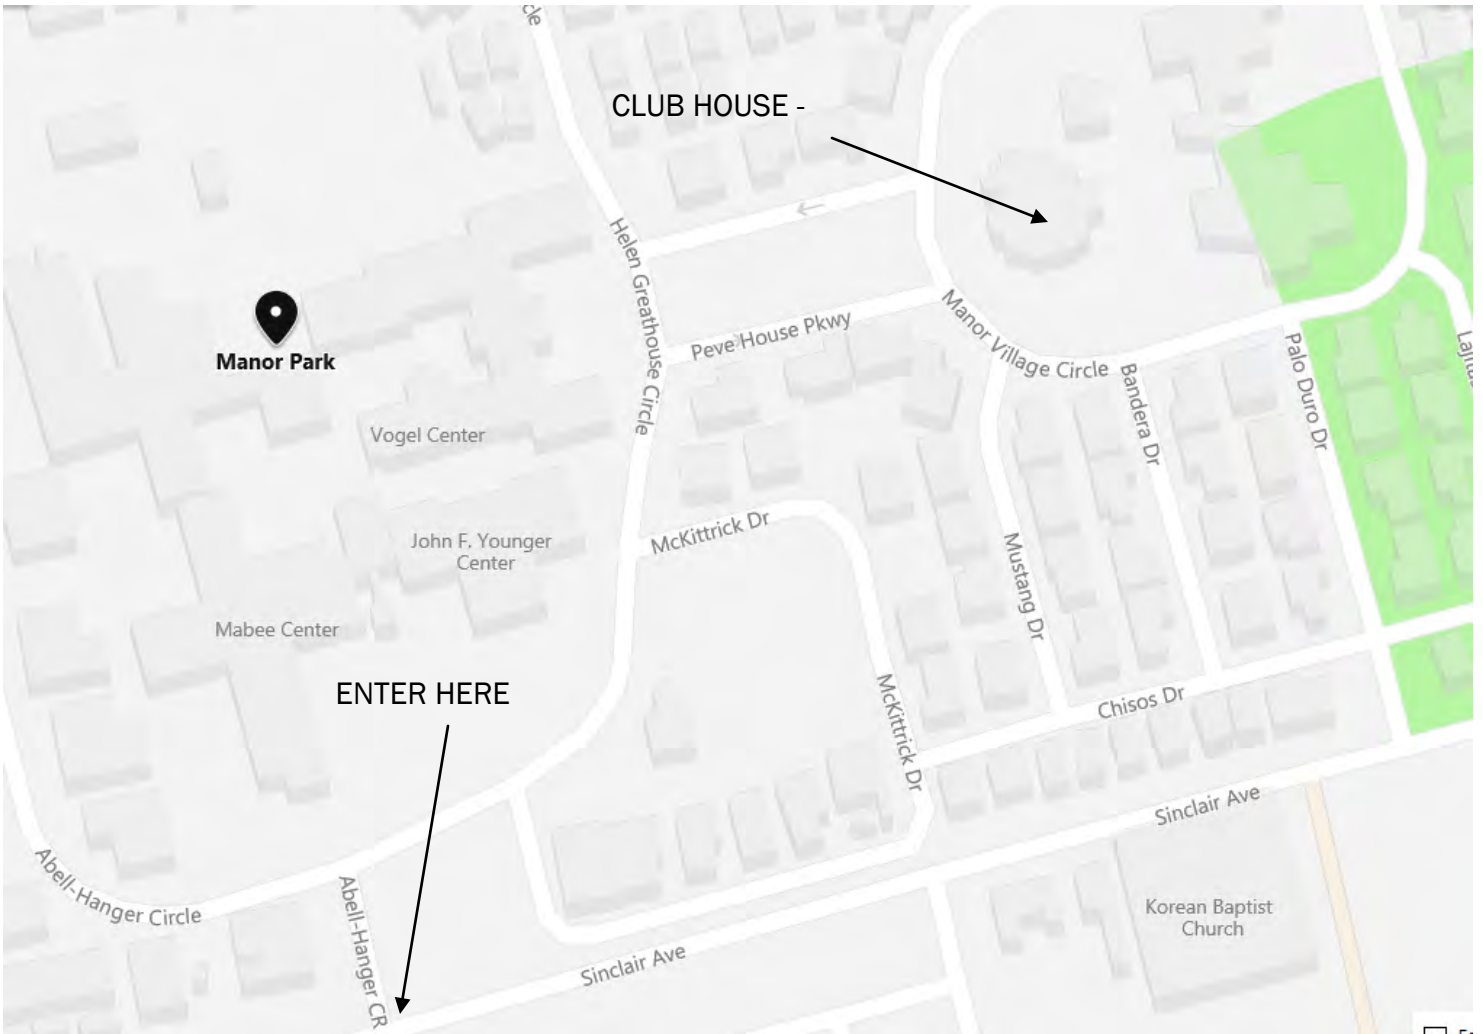 cle
CLUB HOUSE -
Helen Greathouse Circle
Manor Park
Peve House Pkwy
Manor Village Circle
Bandera Dr
Palo Duro Dr
Vogel Center
McKittrick Dr
John F. Younger
Center
Mustang Dr
Mabee Center
ENTER HERE
McKittrick Dr
Chisos Dr
Sinclair Ave
Abell-Hanger Circle
Abell-Hanger CR
Korean Baptist
Church
Sinclair Ave